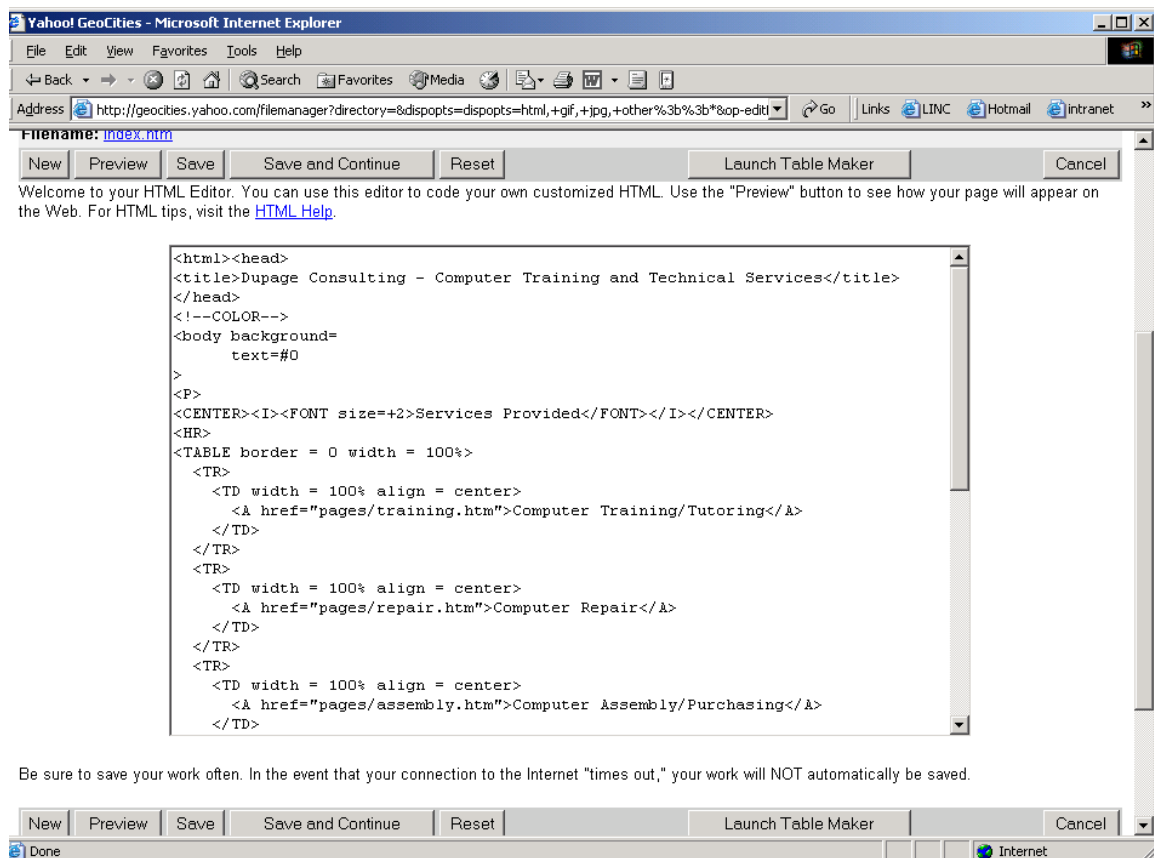 Yahoo! GeoCities - Microsoft Internet Explorer
File Edit View Favorites Tools Help
Back Search Favorites Media
Address http://geocities.yahoo.com/filemanager?directory=&dispopts=dispopts=html,+gif,+jpg,+other%3b%3b*&op-editl Go Links LINC Hotmail intranet »
Filename: index.htm
New Preview Save Save and Continue Reset Launch Table Maker Cancel
Welcome to your HTML Editor. You can use this editor to code your own customized HTML. Use the "Preview" button to see how your page will appear on
the Web. For HTML tips, visit the HTML Help.
<html><head>
<title>Dupage Consulting - Computer Training and Technical Services</title>
</head>
<!--COLOR-->
<body background=
text=#0
>
<P>
<CENTER><I><FONT size=+2>Services Provided</FONT></I></CENTER>
<HR>
<TABLE border = 0 width = 100%>
<TR>
<TD width = 100% align = center>
<A href="pages/training.htm">Computer Training/Tutoring</A>
</TD>
</TR>
<TR>
<TD width = 100% align = center>
<A href="pages/repair.htm">Computer Repair</A>
</TD>
</TR>
<TR>
<TD width = 100% align = center>
<A href="pages/assembly.htm">Computer Assembly/Purchasing</A>
</TD>
Be sure to save your work often. In the event that your connection to the Internet "times out," your work will NOT automatically be saved.
New Preview Save Save and Continue Reset Launch Table Maker Cancel
Done Internet